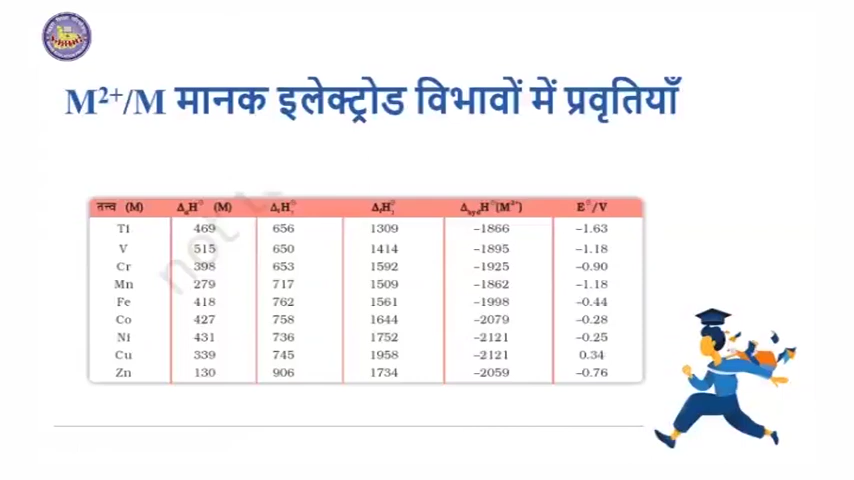 M²⁺/M मानक इलेक्ट्रोड विभावों में प्रवृतियाँ
तत्त्व (M) ΔₐH⊖ (M) ΔᵢH₁⊖ ΔᵢH₂⊖ Δhyd H⊖(M²⁺) E⊖/V
Ti 469 656 1309 –1866 –1.63
V 515 650 1414 –1895 –1.18
Cr 398 653 1592 –1925 –0.90
Mn 279 717 1509 –1862 –1.18
Fe 418 762 1561 –1998 –0.44
Co 427 758 1644 –2079 –0.28
Ni 431 736 1752 –2121 –0.25
Cu 339 745 1958 –2121 0.34
Zn 130 906 1734 –2059 –0.76